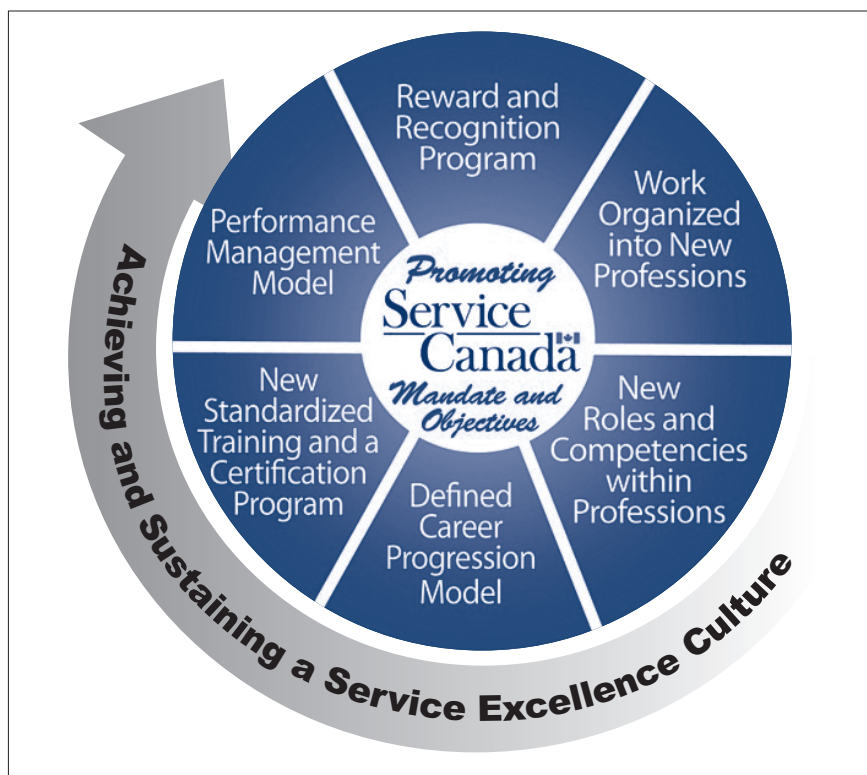 Reward and
Recognition
Program
Work
Organized
into New
Professions
New
Roles and
Competencies
within
Professions
Defined
Career
Progression
Model
New
Standardized
Training and a
Certification
Program
Performance
Management
Model
Promoting
Service
Canada
Mandate and
Objectives
Achieving and Sustaining a Service Excellence Culture